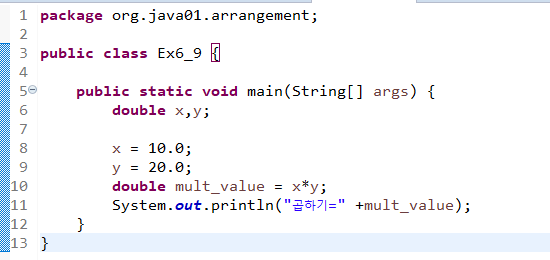 1 package org.java01.arrangement;
2
3 public class Ex6_9 {
4
5 public static void main(String[] args) {
6 double x,y;
7
8 x = 10.0;
9 y = 20.0;
10 double mult_value = x*y;
11 System.out.println("곱하기=" +mult_value);
12 }
13 }